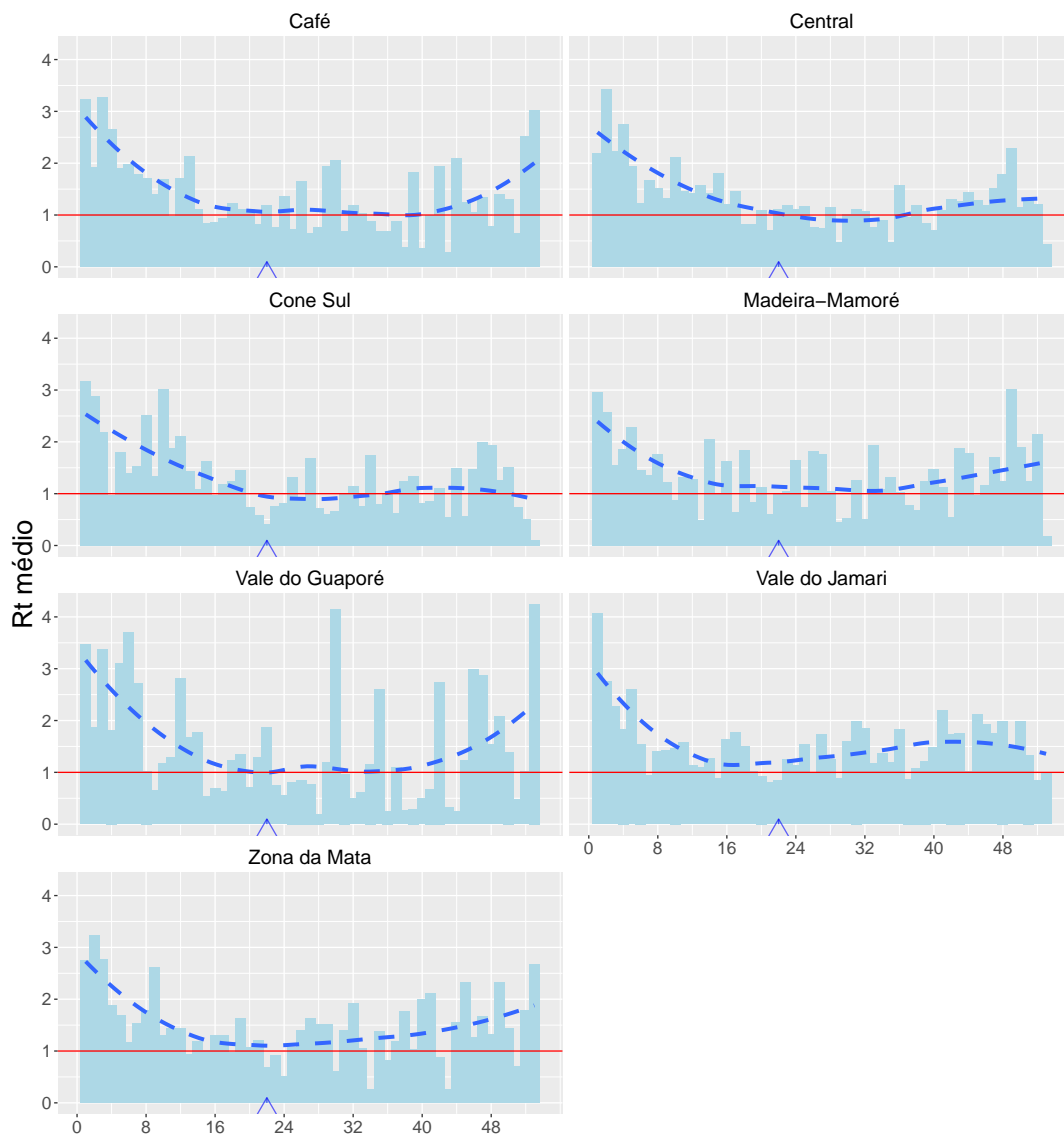 Café
Central
4
3
2
1
0
Cone Sul
Madeira−Mamoré
4
3
2
1
0
Rt médio
Vale do Guaporé
Vale do Jamari
4
3
2
1
0
0 8 16 24 32 40 48
Zona da Mata
4
3
2
1
0
0 8 16 24 32 40 48